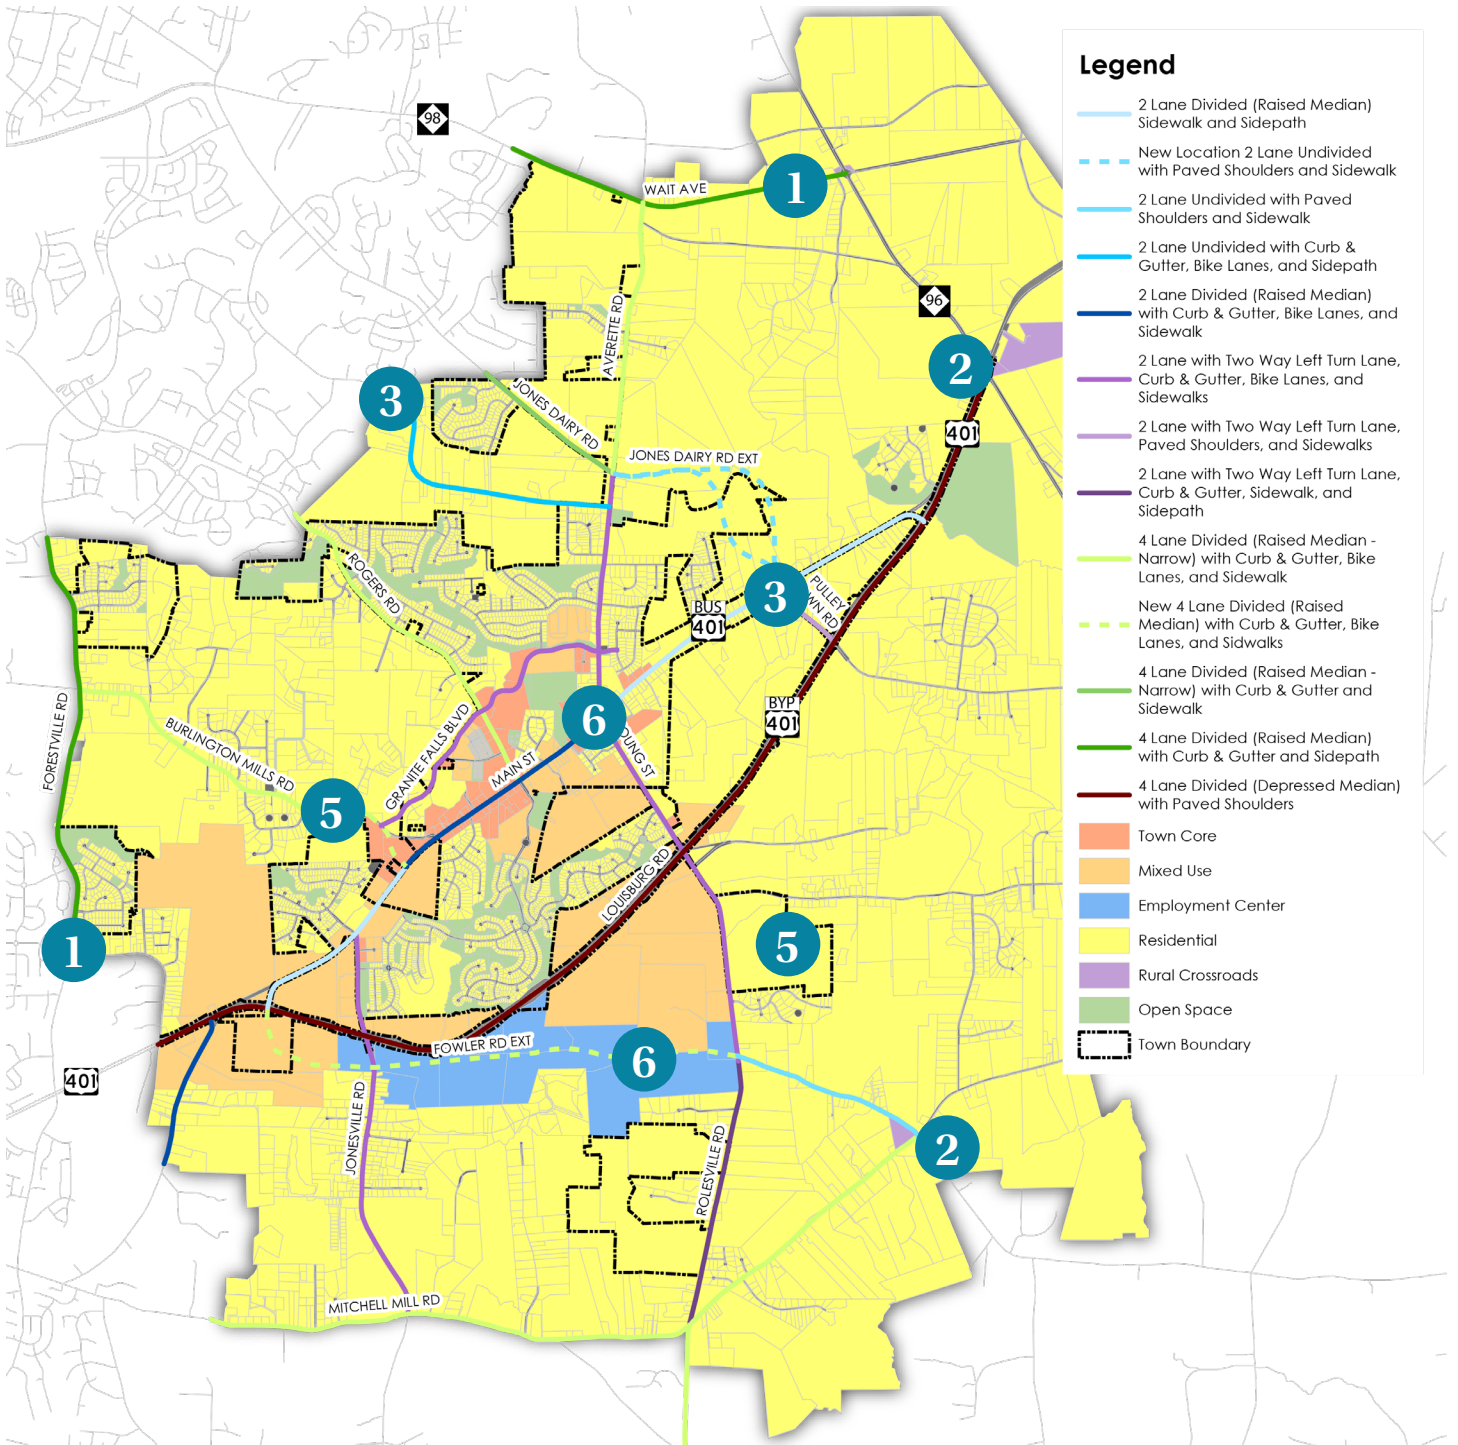 98
WAIT AVE
1
96
2
AVERETTE RD
3
JONES DAIRY RD
401
JONES DAIRY RD EXT
ROGERS RD
BUS
401
3
PULLEY
WN RD
FORESTVILLE RD
BURLINGTON MILLS RD
GRANITE FALLS BLVD
6
OUNG ST
BYP
401
MAIN ST
5
LOUISBURG RD
1
5
FOWLER RD EXT
6
401
JONESVILLE RD
ROLESVILLE RD
2
MITCHELL MILL RD
Legend
2 Lane Divided (Raised Median)
Sidewalk and Sidepath
New Location 2 Lane Undivided
with Paved Shoulders and Sidewalk
2 Lane Undivided with Paved
Shoulders and Sidewalk
2 Lane Undivided with Curb &
Gutter, Bike Lanes, and Sidepath
2 Lane Divided (Raised Median)
with Curb & Gutter, Bike Lanes, and
Sidewalk
2 Lane with Two Way Left Turn Lane,
Curb & Gutter, Bike Lanes, and
Sidewalks
2 Lane with Two Way Left Turn Lane,
Paved Shoulders, and Sidewalks
2 Lane with Two Way Left Turn Lane,
Curb & Gutter, Sidewalk, and
Sidepath
4 Lane Divided (Raised Median -
Narrow) with Curb & Gutter, Bike
Lanes, and Sidewalk
New 4 Lane Divided (Raised
Median) with Curb & Gutter, Bike
Lanes, and Sidwalks
4 Lane Divided (Raised Median -
Narrow) with Curb & Gutter and
Sidewalk
4 Lane Divided (Raised Median)
with Curb & Gutter and Sidepath
4 Lane Divided (Depressed Median)
with Paved Shoulders
Town Core
Mixed Use
Employment Center
Residential
Rural Crossroads
Open Space
Town Boundary